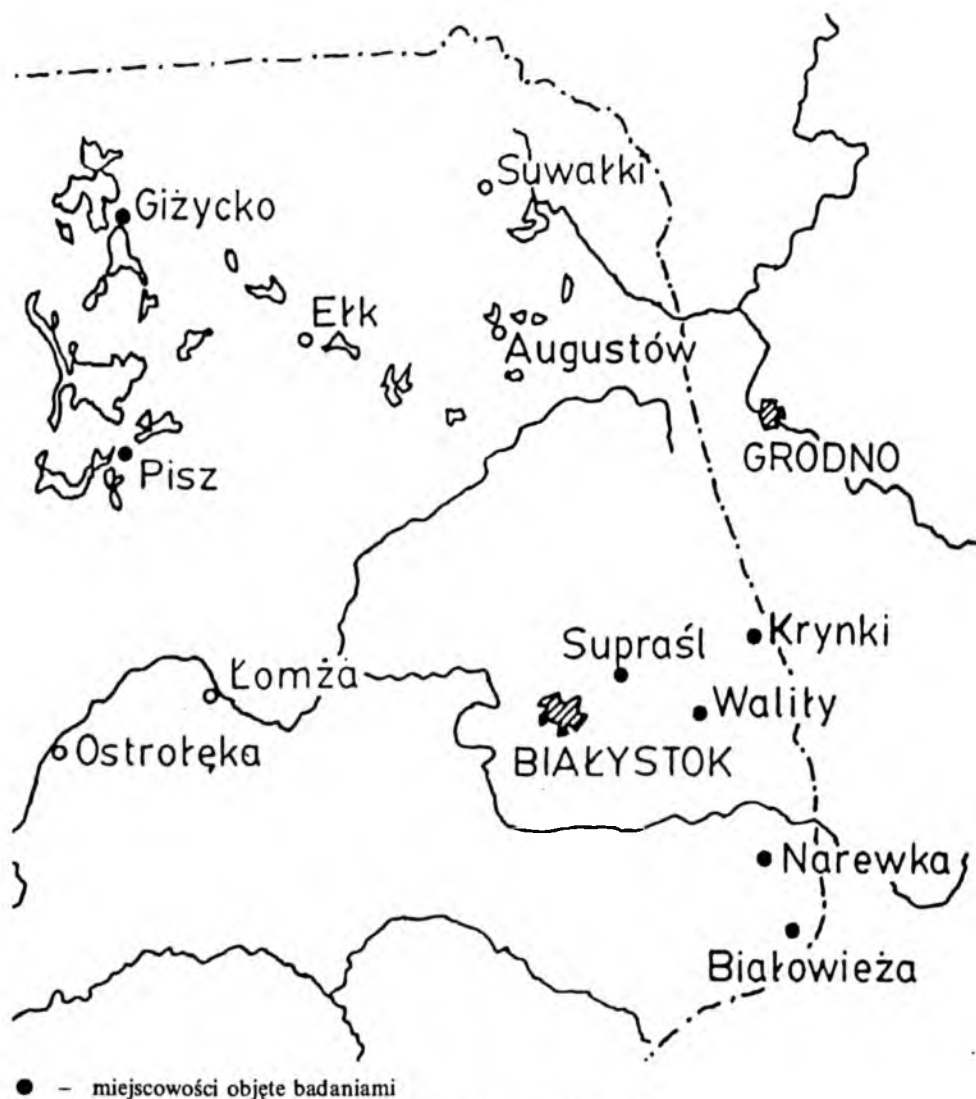 Suwałki
Giżycko
Ełk
Augustów
GRODNO
Pisz
Krynki
Supraśl
Łomża
Waliły
Ostrołęka
BIAŁYSTOK
Narewka
Białowieża
● – miejscowości objęte badaniami